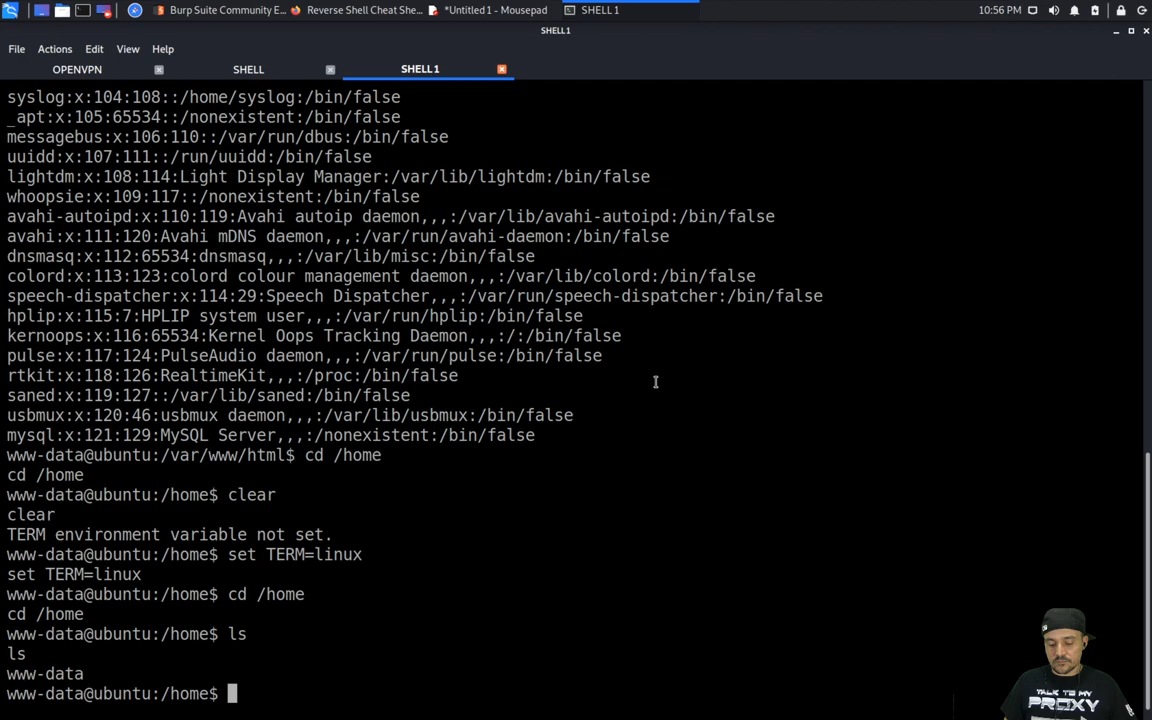 Burp Suite Community E...
Reverse Shell Cheat She...
*Untitled 1 - Mousepad
SHELL1
10:56 PM
SHELL1
File Actions Edit View Help
OPENVPN
SHELL
SHELL1
syslog:x:104:108::/home/syslog:/bin/false
_apt:x:105:65534::/nonexistent:/bin/false
messagebus:x:106:110::/var/run/dbus:/bin/false
uuidd:x:107:111::/run/uuidd:/bin/false
lightdm:x:108:114:Light Display Manager:/var/lib/lightdm:/bin/false
whoopsie:x:109:117::/nonexistent:/bin/false
avahi-autoipd:x:110:119:Avahi autoip daemon,,,:/var/lib/avahi-autoipd:/bin/false
avahi:x:111:120:Avahi mDNS daemon,,,:/var/run/avahi-daemon:/bin/false
dnsmasq:x:112:65534:dnsmasq,,,:/var/lib/misc:/bin/false
colord:x:113:123:colord colour management daemon,,,:/var/lib/colord:/bin/false
speech-dispatcher:x:114:29:Speech Dispatcher,,,:/var/run/speech-dispatcher:/bin/false
hplip:x:115:7:HPLIP system user,,,:/var/run/hplip:/bin/false
kernoops:x:116:65534:Kernel Oops Tracking Daemon,,,:/:/bin/false
pulse:x:117:124:PulseAudio daemon,,,:/var/run/pulse:/bin/false
rtkit:x:118:126:RealtimeKit,,,:/proc:/bin/false
saned:x:119:127::/var/lib/saned:/bin/false
usbmux:x:120:46:usbmux daemon,,,:/var/lib/usbmux:/bin/false
mysql:x:121:129:MySQL Server,,,:/nonexistent:/bin/false
www-data@ubuntu:/var/www/html$ cd /home
cd /home
www-data@ubuntu:/home$ clear
clear
TERM environment variable not set.
www-data@ubuntu:/home$ set TERM=linux
set TERM=linux
www-data@ubuntu:/home$ cd /home
cd /home
www-data@ubuntu:/home$ ls
ls
www-data
www-data@ubuntu:/home$
TALK TO MY
PROXY